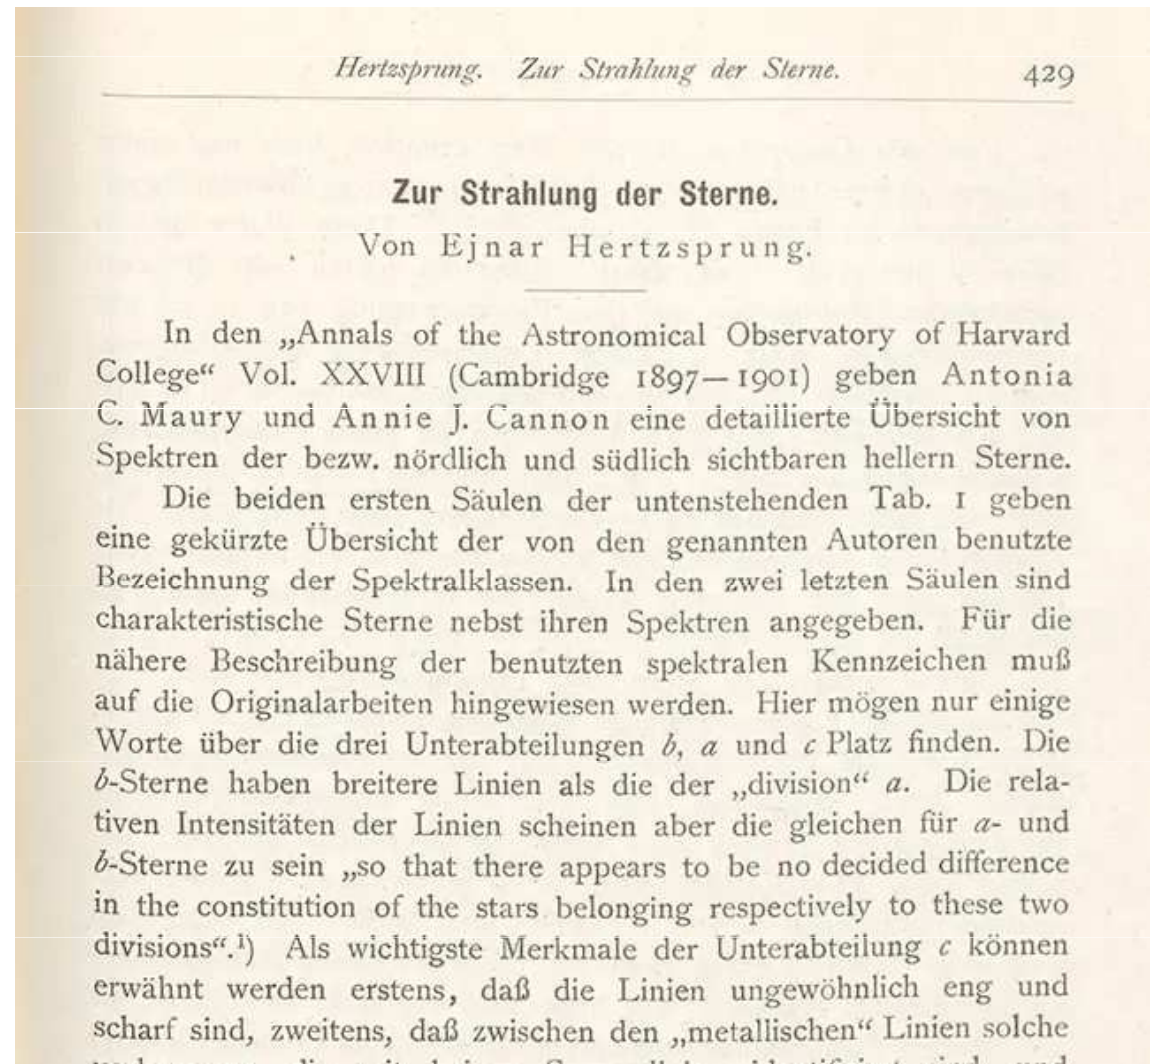 Hertzsprung. Zur Strahlung der Sterne. 429
Zur Strahlung der Sterne.
Von Ejnar Hertzsprung.
In den „Annals of the Astronomical Observatory of Harvard
College“ Vol. XXVIII (Cambridge 1897—1901) geben Antonia
C. Maury und Annie J. Cannon eine detaillierte Übersicht von
Spektren der bezw. nördlich und südlich sichtbaren hellern Sterne.
Die beiden ersten Säulen der untenstehenden Tab. 1 geben
eine gekürzte Übersicht der von den genannten Autoren benutzte
Bezeichnung der Spektralklassen. In den zwei letzten Säulen sind
charakteristische Sterne nebst ihren Spektren angegeben. Für die
nähere Beschreibung der benutzten spektralen Kennzeichen muß
auf die Originalarbeiten hingewiesen werden. Hier mögen nur einige
Worte über die drei Unterabteilungen b, a und c Platz finden. Die
b-Sterne haben breitere Linien als die der „division“ a. Die rela-
tiven Intensitäten der Linien scheinen aber die gleichen für a- und
b-Sterne zu sein „so that there appears to be no decided difference
in the constitution of the stars belonging respectively to these two
divisions“.¹) Als wichtigste Merkmale der Unterabteilung c können
erwähnt werden erstens, daß die Linien ungewöhnlich eng und
scharf sind, zweitens, daß zwischen den „metallischen“ Linien solche